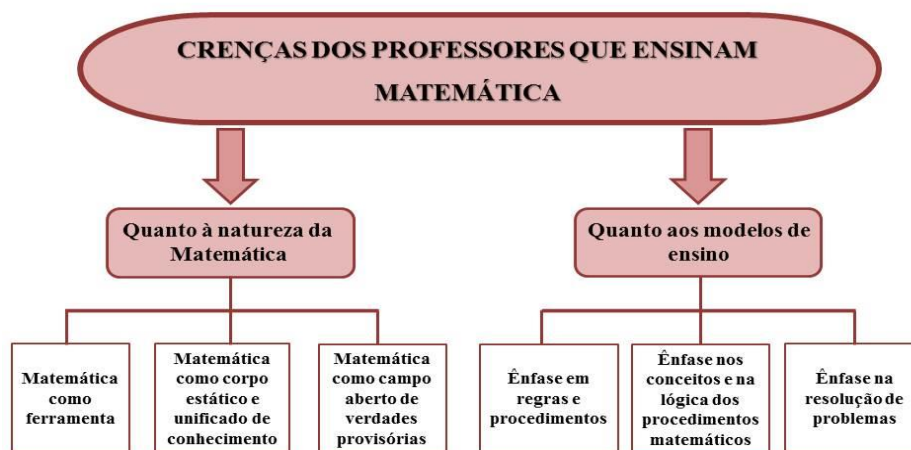 CRENÇAS DOS PROFESSORES QUE ENSINAM
MATEMÁTICA
Quanto à natureza da
Matemática
Quanto aos modelos de
ensino
Matemática
como
ferramenta
Matemática
como corpo
estático e
unificado de
conhecimento
Matemática
como campo
aberto de
verdades
provisórias
Ênfase em
regras e
procedimentos
Ênfase nos
conceitos e na
lógica dos
procedimentos
matemáticos
Ênfase na
resolução de
problemas